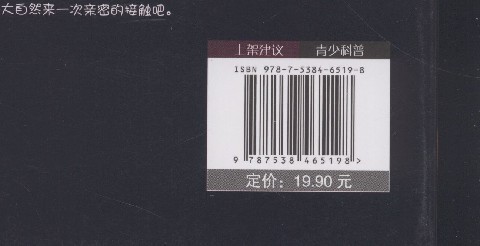 大自然来一次亲密的接触吧。
上架建议 青少科普
ISBN 978-7-5384-6519-8
9 787538 465198 >
定价：19.90 元